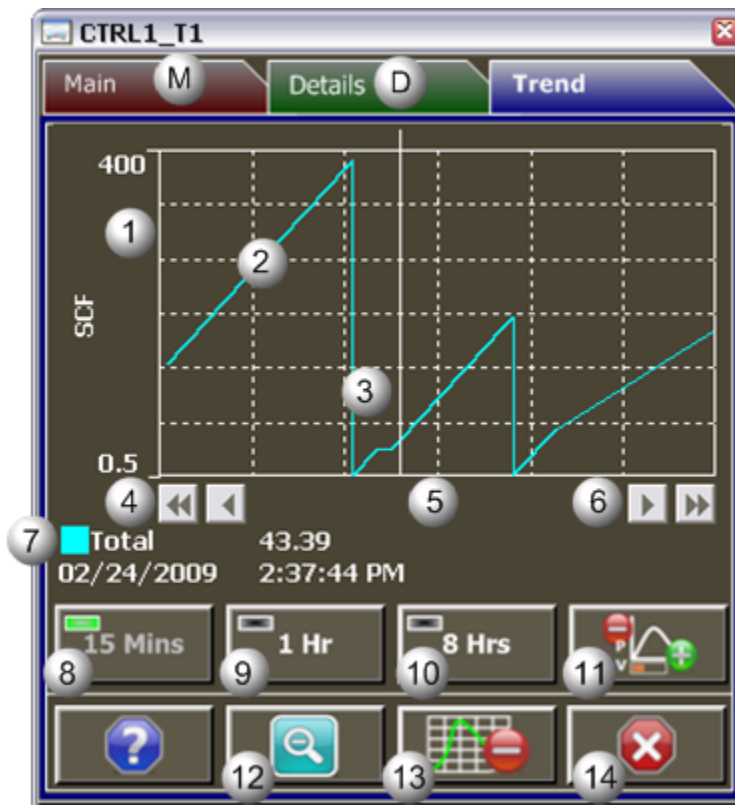 CTRL1_T1
Main M Details D Trend
400
1
2
SCF
3
0.5
4 5 6
7 Total 43.39
02/24/2009 2:37:44 PM
15 Mins 1 Hr 8 Hrs P V
8 9 10 11
?
12 13 14